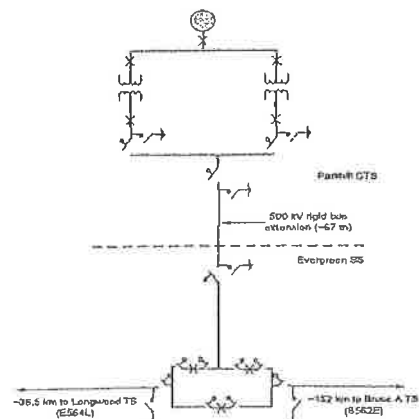 Parkhill CTS
500 kV rigid bus
extension (~67 m)
Evergreen SS
~36.5 km to Longwood TS
(E564L)
~152 km to Bruce A TS
(B562E)